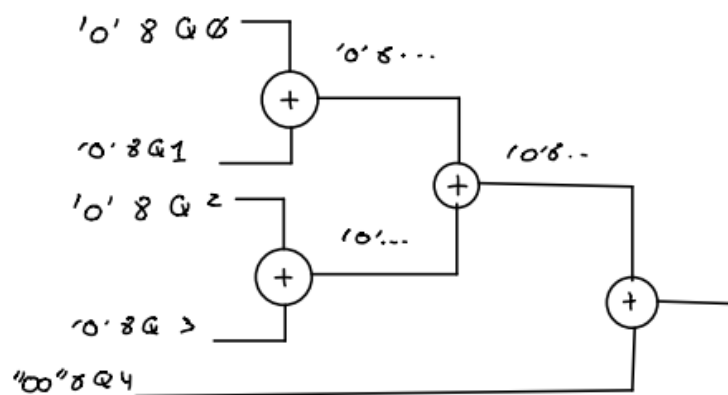 '0' & Q0
'0' & ...
'0' & Q1
'0' & ..
'0' & Q2
'0' ...
'0' & Q3
"00" & Q4